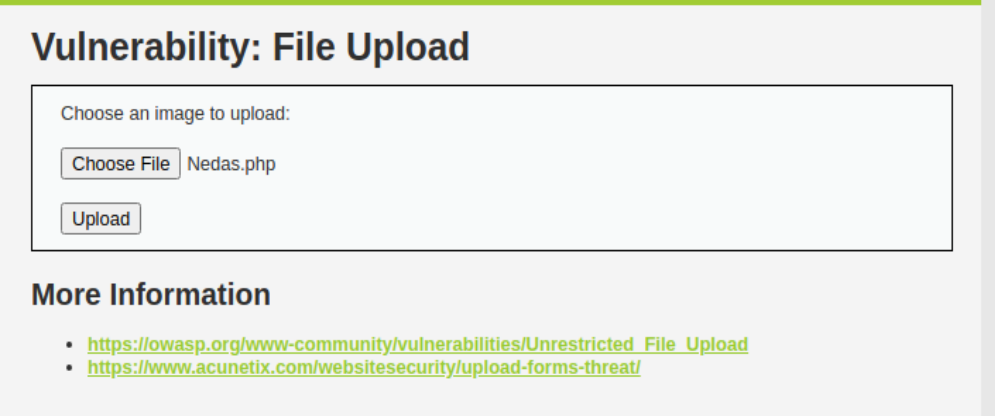 Vulnerability: File Upload
Choose an image to upload:
Choose File Nedas.php
Upload
More Information
https://owasp.org/www-community/vulnerabilities/Unrestricted_File_Upload
https://www.acunetix.com/websitesecurity/upload-forms-threat/